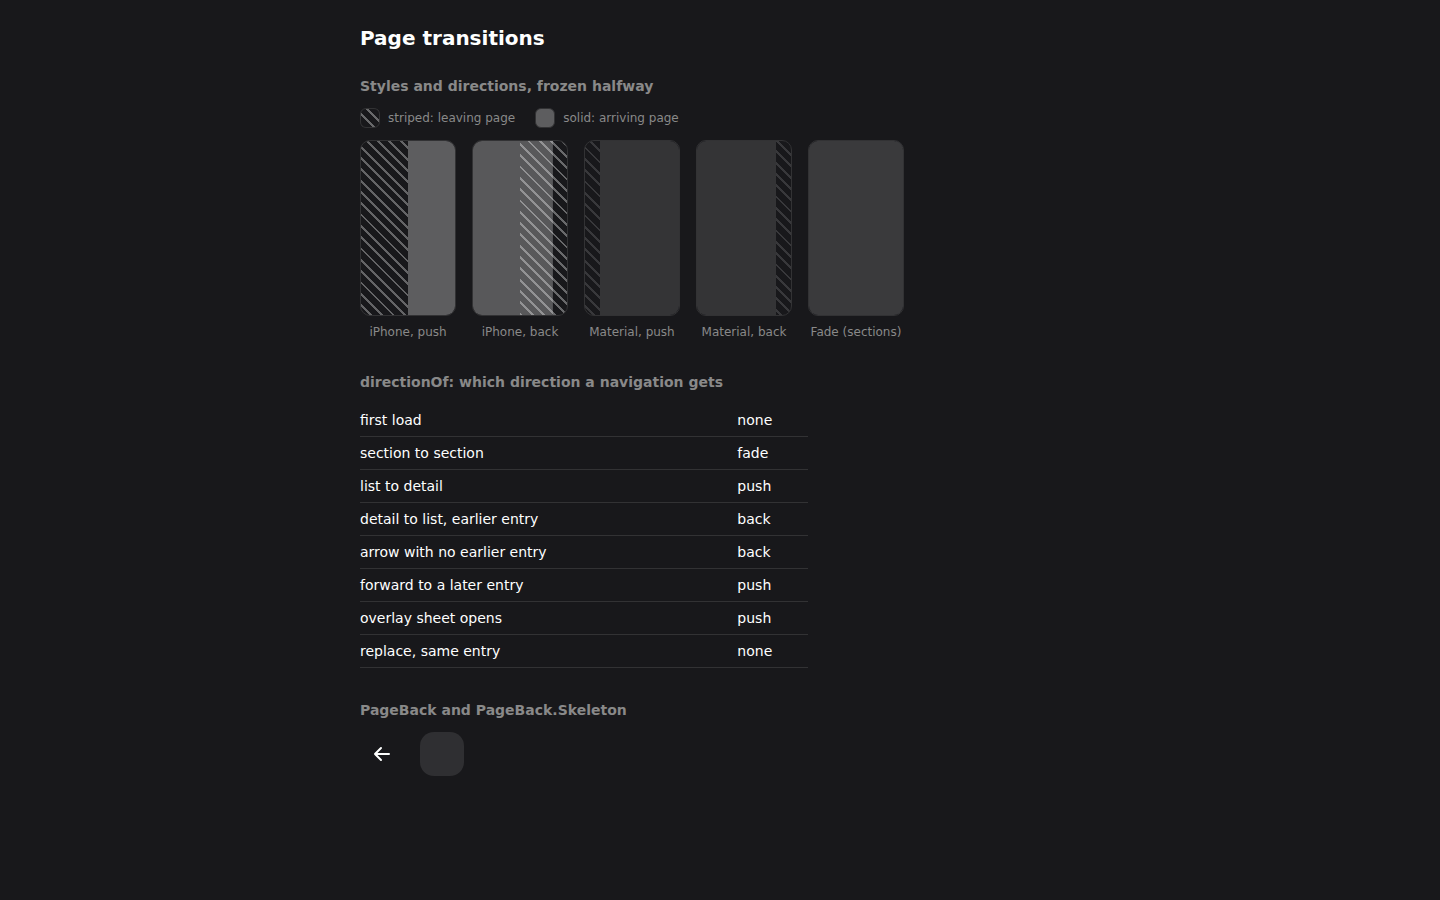 Page transitions
Styles and directions, frozen halfway
striped: leaving page solid: arriving page
iPhone, push iPhone, back Material, push Material, back Fade (sections)
directionOf: which direction a navigation gets
first load none
section to section fade
list to detail push
detail to list, earlier entry back
arrow with no earlier entry back
forward to a later entry push
overlay sheet opens push
replace, same entry none
PageBack and PageBack.Skeleton